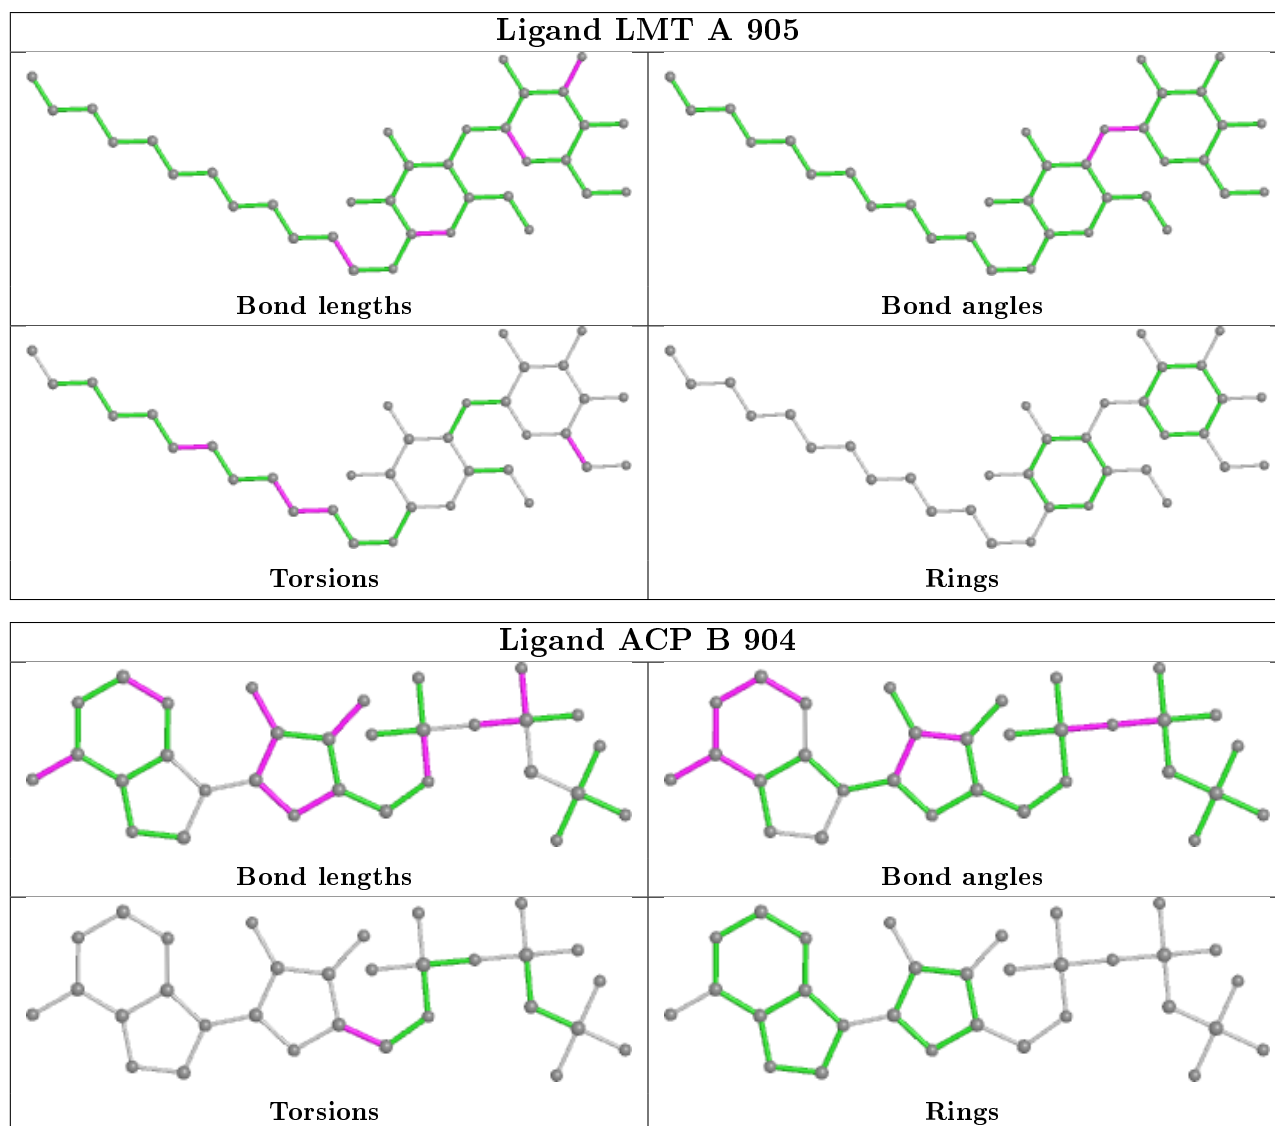 Ligand LMT A 905
Bond lengths
Bond angles
Torsions
Rings
Ligand ACP B 904
Bond lengths
Bond angles
Torsions
Rings